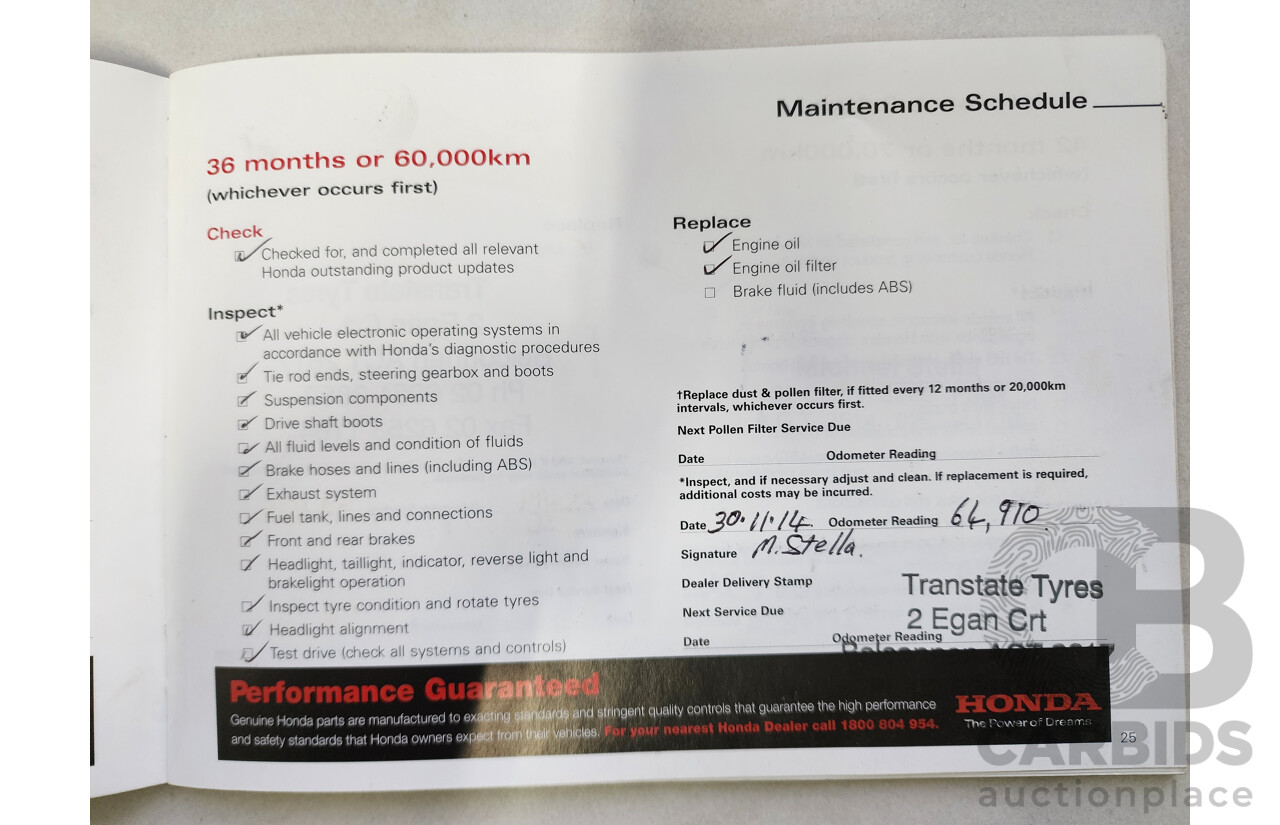 Maintenance Schedule
36 months or 60,000km
(whichever occurs first)
Check
Checked for, and completed all relevant
Honda outstanding product updates
Inspect*
All vehicle electronic operating systems in
accordance with Honda's diagnostic procedures
Tie rod ends, steering gearbox and boots
Suspension components
Drive shaft boots
All fluid levels and condition of fluids
Brake hoses and lines (including ABS)
Exhaust system
Fuel tank, lines and connections
Front and rear brakes
Headlight, taillight, indicator, reverse light and
brakelight operation
Inspect tyre condition and rotate tyres
Headlight alignment
Test drive (check all systems and controls)
Replace
Engine oil
Engine oil filter
Brake fluid (includes ABS)
†Replace dust & pollen filter, if fitted every 12 months or 20,000km
intervals, whichever occurs first.
Next Pollen Filter Service Due
Date Odometer Reading
*Inspect, and if necessary adjust and clean. If replacement is required,
additional costs may be incurred.
Date 30.11.14. Odometer Reading 64,910
Signature M.Stella.
Dealer Delivery Stamp
Transtate Tyres
2 Egan Crt
Next Service Due
Date Odometer Reading
Performance Guaranteed
Genuine Honda parts are manufactured to exacting standards and stringent quality controls that guarantee the high performance
and safety standards that Honda owners expect from their vehicles. For your nearest Honda Dealer call 1800 804 954.
HONDA
The Power of Dreams
25
CARBIDS
auctionplace